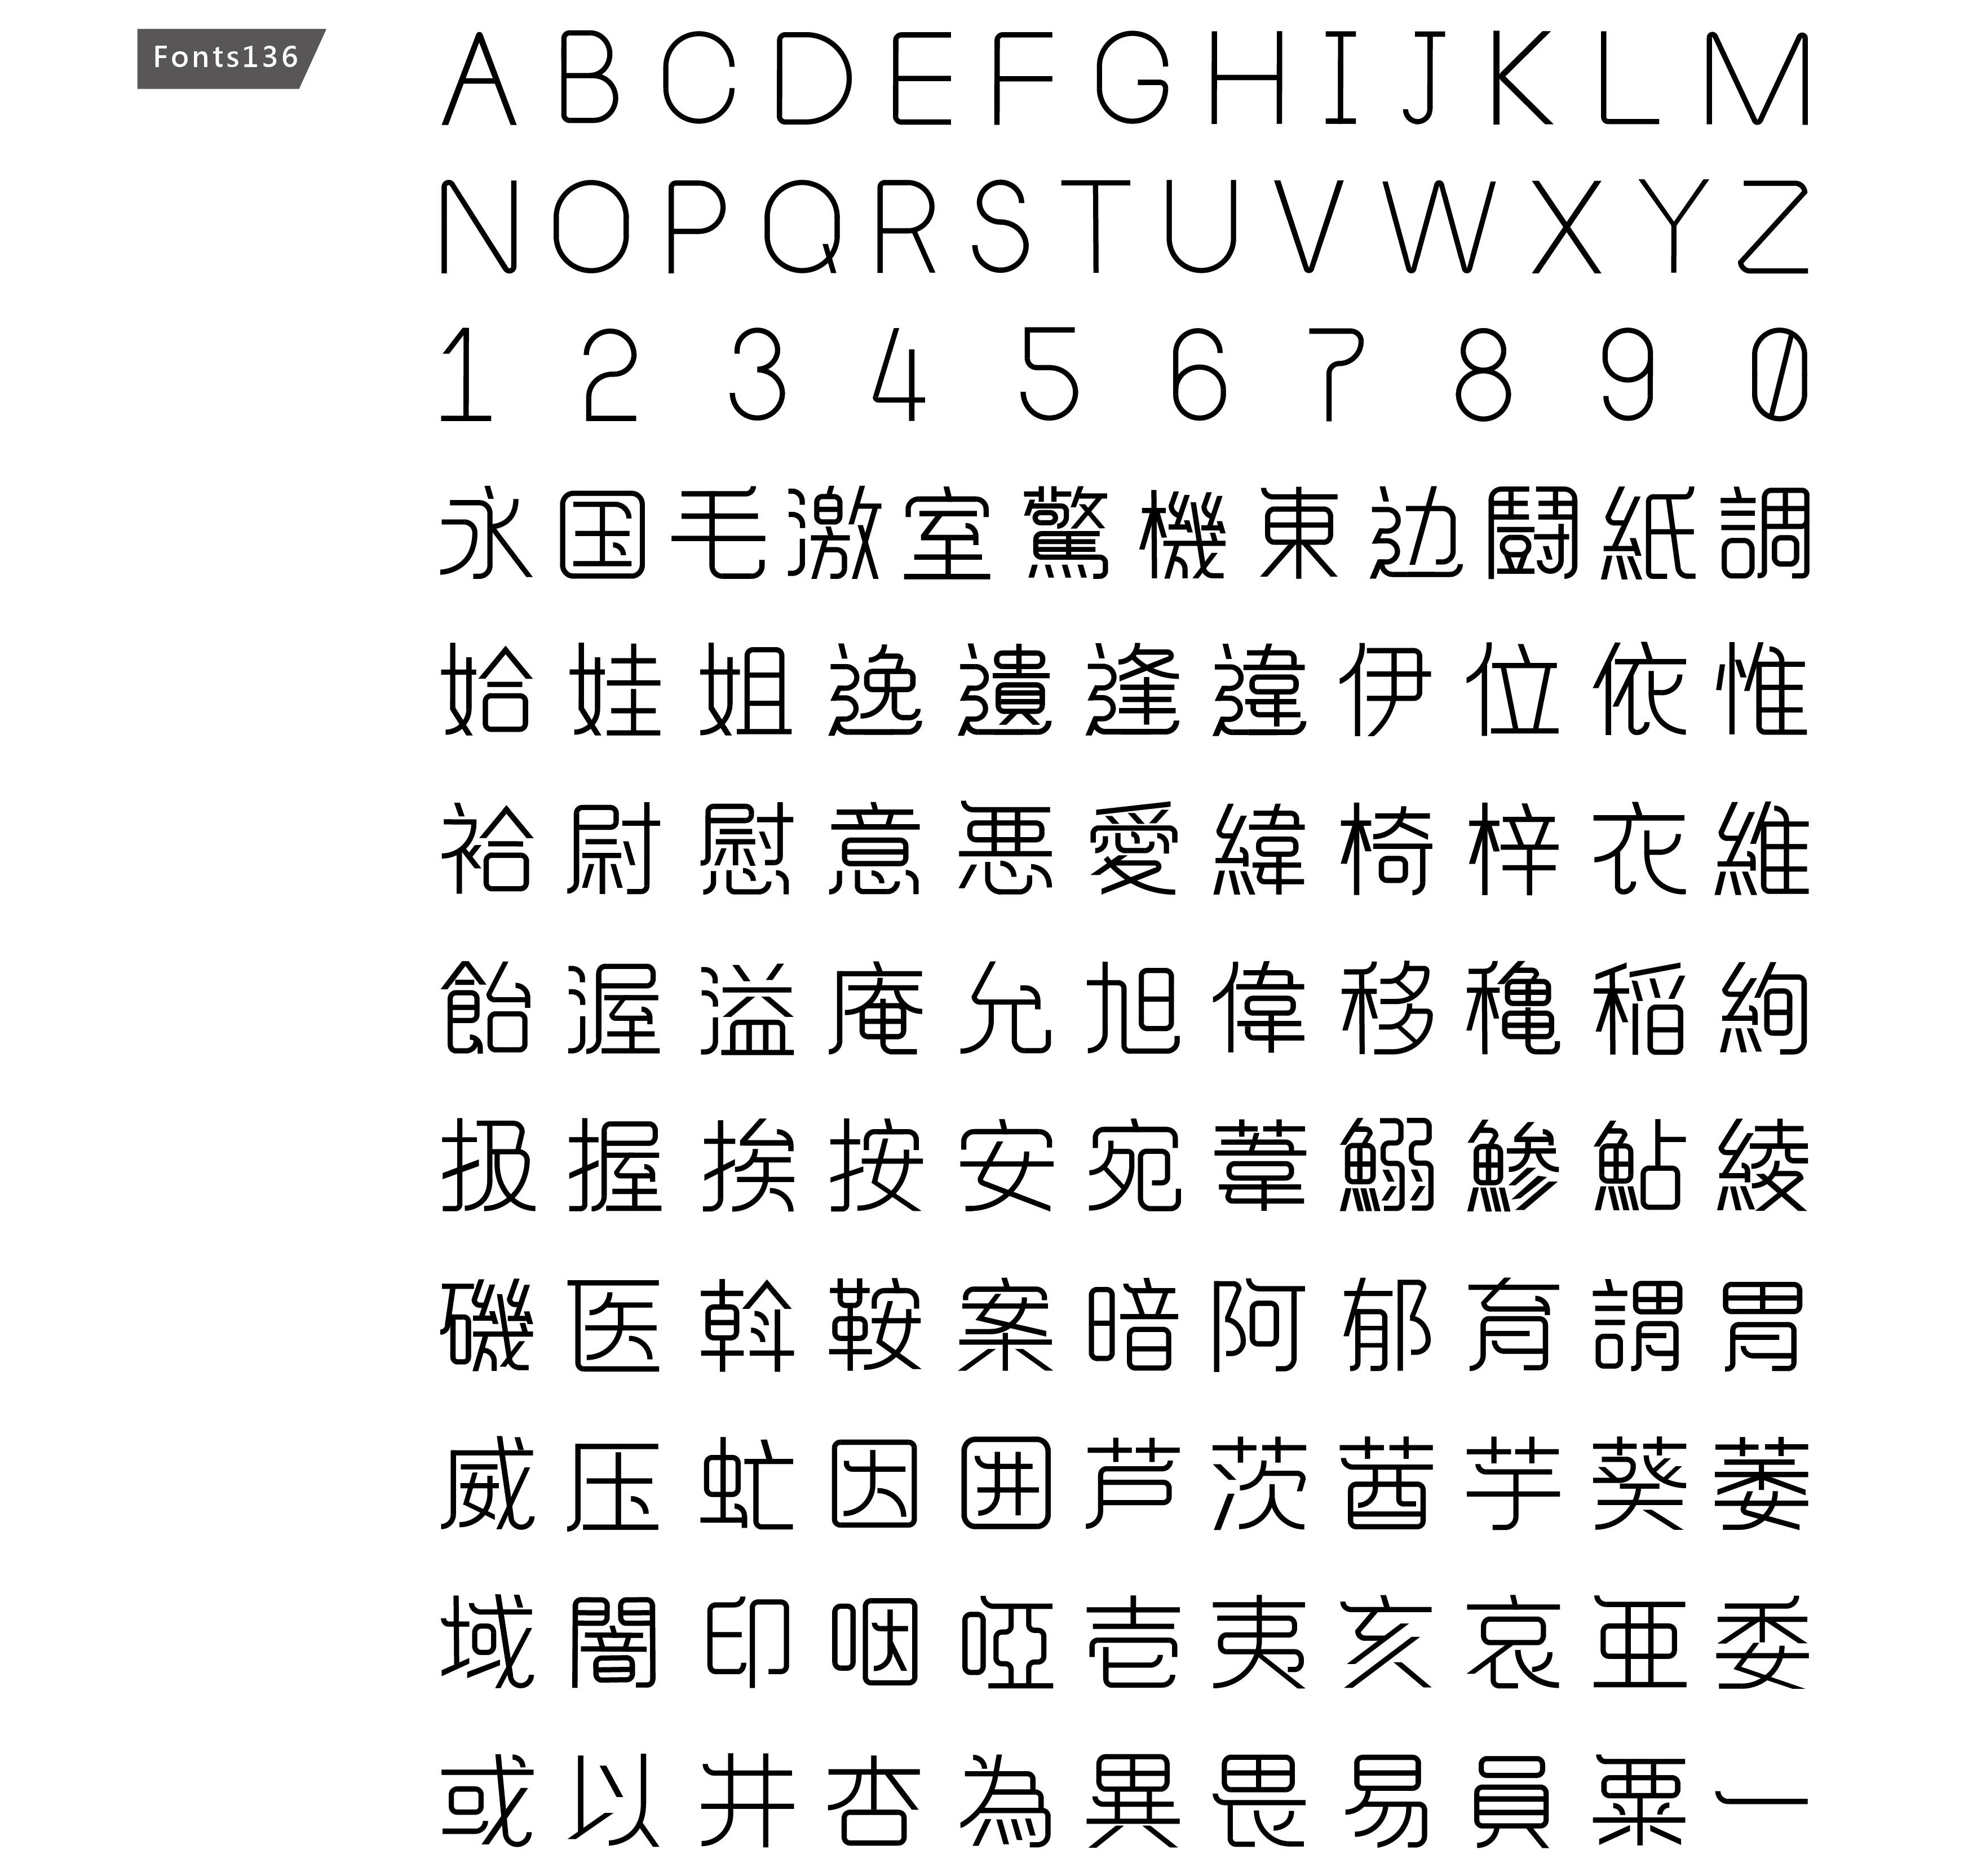 Fonts136
A B C D E F G H I J K L M
N O P Q R S T U V W X Y Z
1 2 3 4 5 6 7 8 9 0
永 国 毛 激 室 驚 機 東 辺 闘 紙 調
姶 娃 姐 逸 遺 逢 違 伊 位 依 惟
袷 尉 慰 意 悪 愛 緯 椅 梓 衣 維
飴 渥 溢 庵 允 旭 偉 移 穐 稲 絢
扱 握 挨 按 安 宛 葦 鰯 鯵 鮎 綾
磯 医 斡 鞍 案 暗 阿 郁 育 謂 胃
威 圧 虻 因 囲 芦 茨 茜 芋 葵 萎
域 闇 印 咽 唖 壱 夷 亥 哀 亜 委
或 以 井 杏 為 異 畏 易 員 粟 一